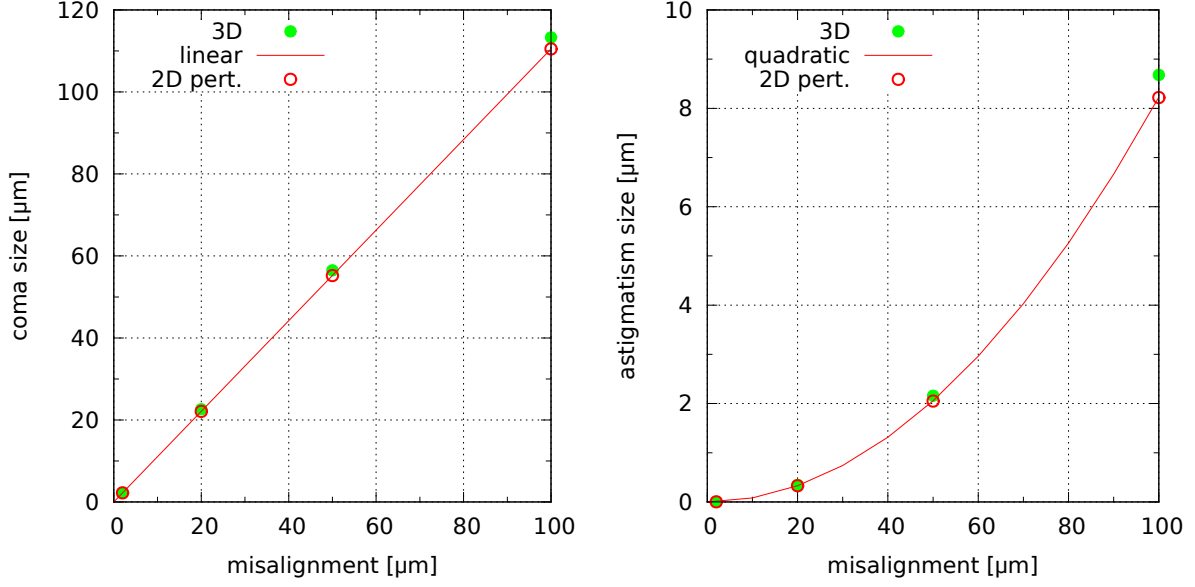 120
100
80
60
40
20
0
coma size [µm]
3D
linear
2D pert.
0 20 40 60 80 100
misalignment [µm]
10
8
6
4
2
0
astigmatism size [µm]
3D
quadratic
2D pert.
0 20 40 60 80 100
misalignment [µm]